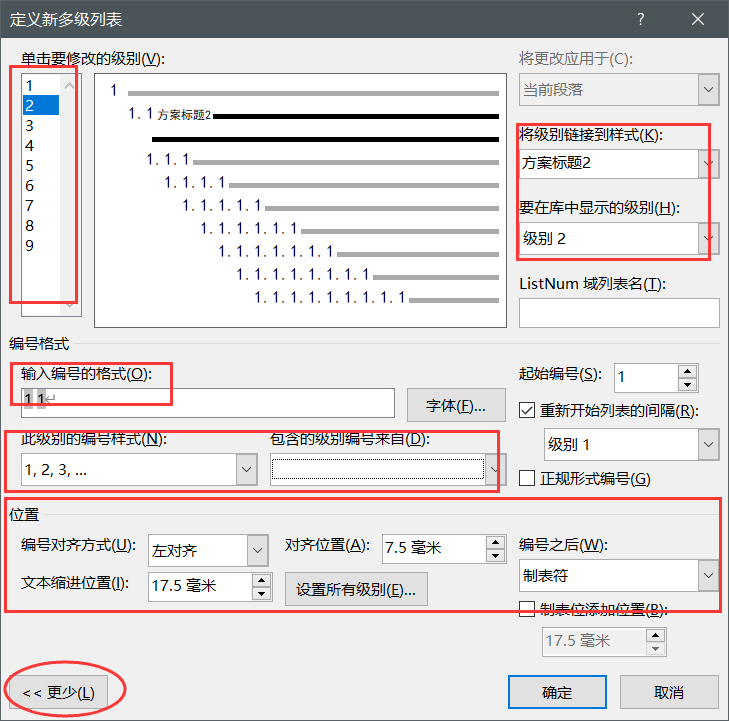 定义新多级列表
单击要修改的级别(V):
1
2
3
4
5
6
7
8
9
1
1.1方案标题2
1.1.1
1.1.1.1
1.1.1.1.1
1.1.1.1.1.1
1.1.1.1.1.1.1
1.1.1.1.1.1.1.1
1.1.1.1.1.1.1.1.1
将更改应用于(C):
当前段落
将级别链接到样式(K):
方案标题2
要在库中显示的级别(H):
级别 2
ListNum 域列表名(T):
编号格式
输入编号的格式(O):
1.1
字体(F)...
起始编号(S):
1
重新开始列表的间隔(R):
级别 1
正规形式编号(G)
此级别的编号样式(N):
1, 2, 3, ...
包含的级别编号来自(D):
位置
编号对齐方式(U):
左对齐
对齐位置(A):
7.5 毫米
编号之后(W):
制表符
文本缩进位置(I):
17.5 毫米
设置所有级别(E)...
制表位添加位置(B):
17.5 毫米
<< 更少(L)
确定
取消